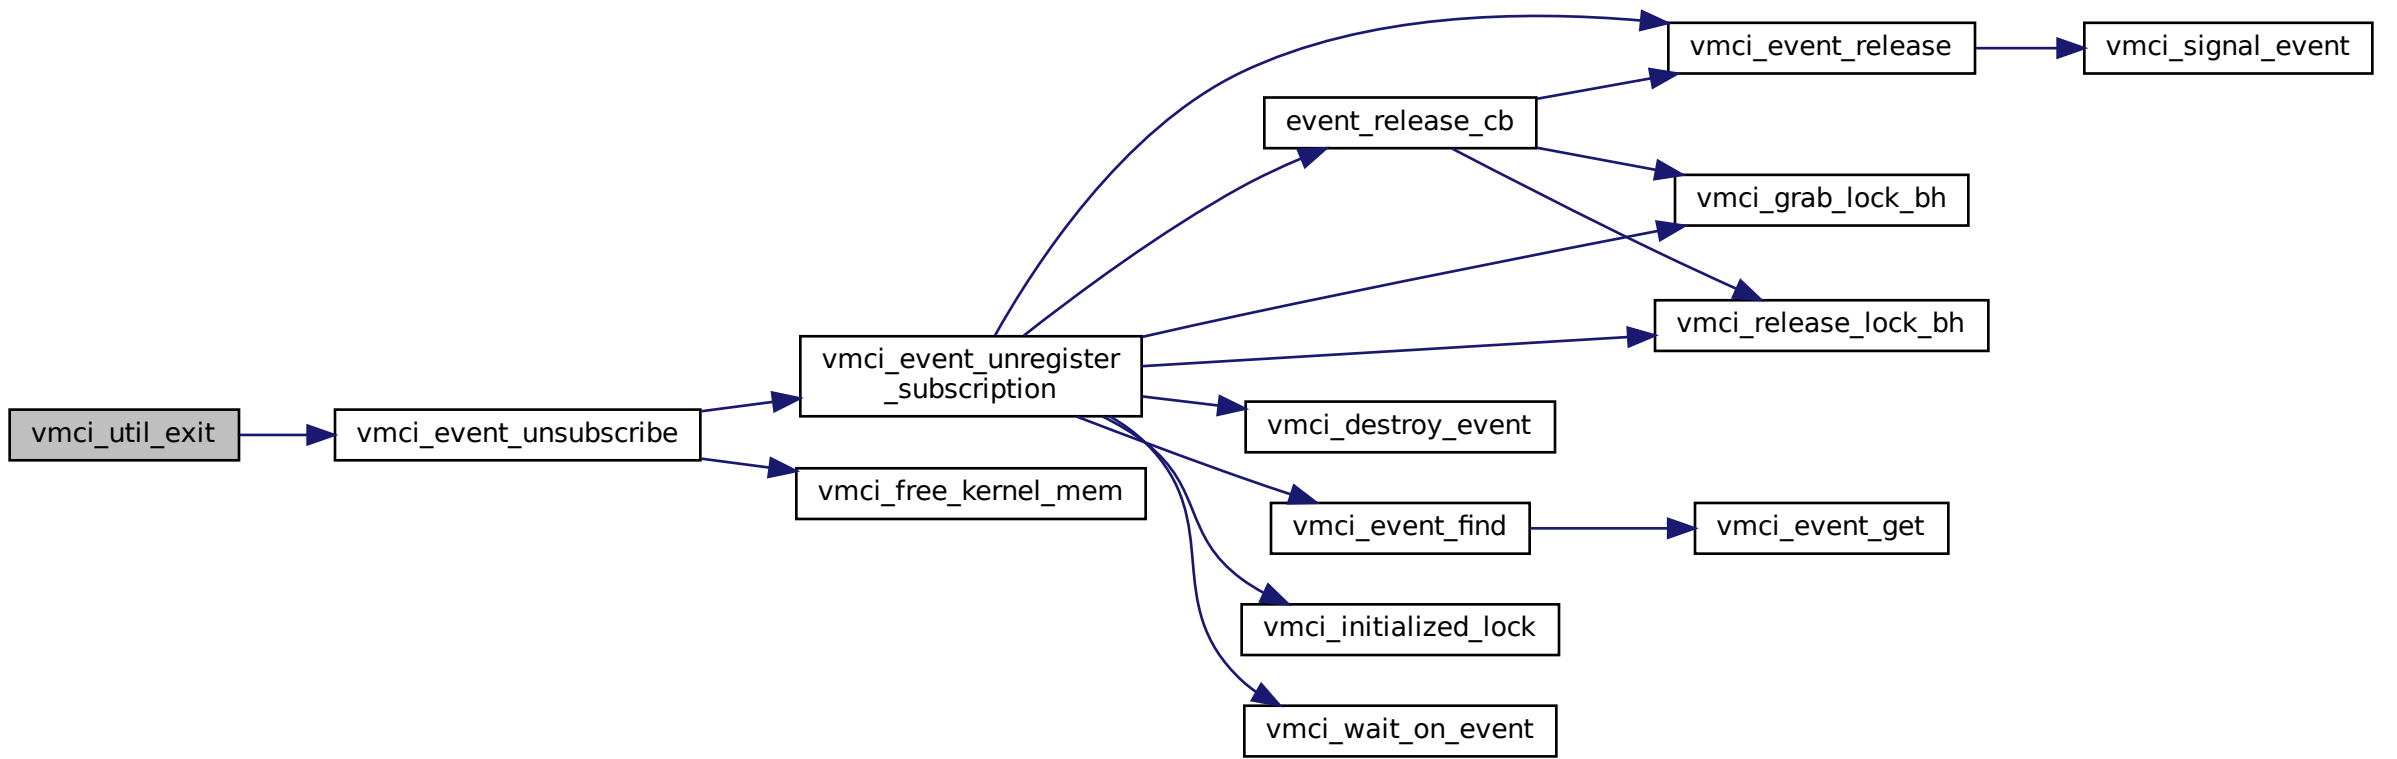 vmci_util_exit
vmci_event_unsubscribe
vmci_event_unregister
_subscription
vmci_free_kernel_mem
event_release_cb
vmci_destroy_event
vmci_event_find
vmci_initialized_lock
vmci_wait_on_event
vmci_event_release
vmci_grab_lock_bh
vmci_release_lock_bh
vmci_event_get
vmci_signal_event